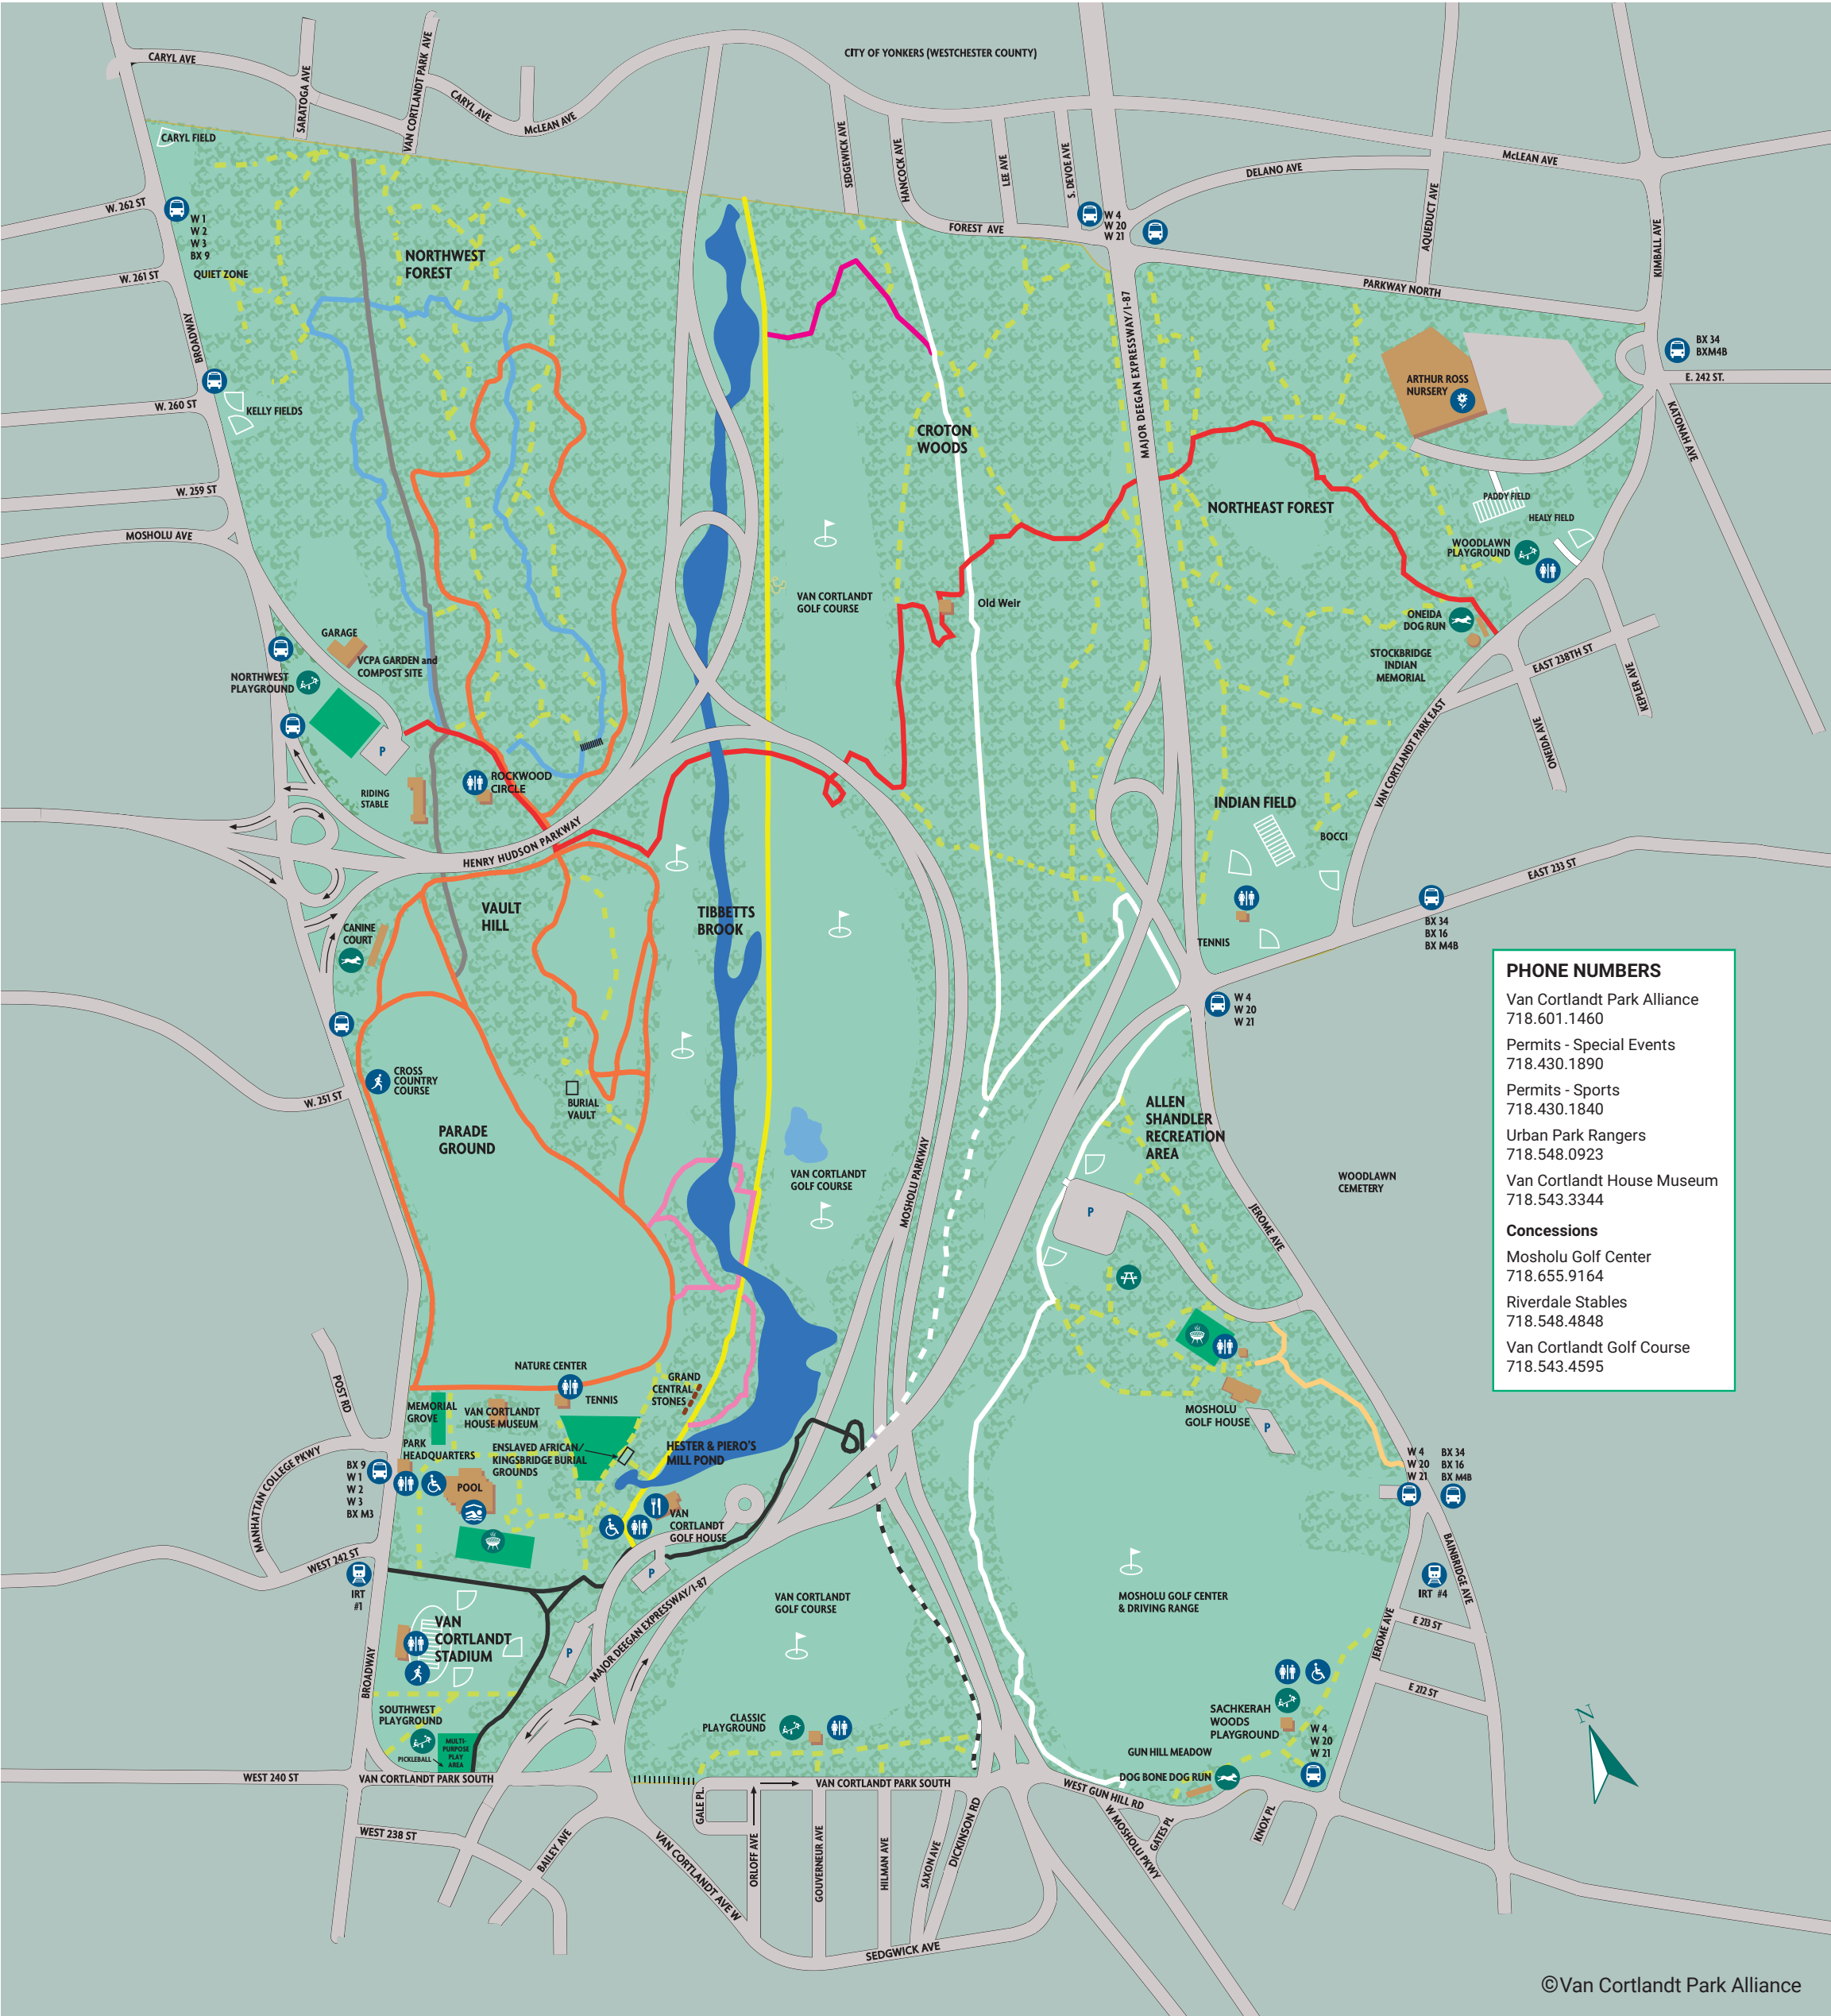 CITY OF YONKERS (WESTCHESTER COUNTY)
CARYL AVE
SARATOGA AVE
VAN CORTLANDT PARK AVE
CARYL AVE
McLEAN AVE
SEDGEWICK AVE
HANCOCK AVE
LEE AVE
S. DEVOE AVE
DELANO AVE
McLEAN AVE
AQUEDUCT AVE
KIMBALL AVE
CARYL FIELD
W. 262 ST
W 1
W 2
W 3
BX 9
QUIET ZONE
W. 261 ST
BROADWAY
NORTHWEST
FOREST
FOREST AVE
W 4
W 20
W 21
PARKWAY NORTH
MAJOR DEEGAN EXPRESSWAY/I-87
BX 34
BXM4B
E. 242 ST.
KATONAH AVE
ARTHUR ROSS
NURSERY
W. 260 ST
KELLY FIELDS
CROTON
WOODS
W. 259 ST
MOSHOLU AVE
NORTHEAST FOREST
PADDY FIELD
HEALY FIELD
WOODLAWN
PLAYGROUND
VAN CORTLANDT
GOLF COURSE
Old Weir
ONEIDA
DOG RUN
STOCKBRIDGE
INDIAN
MEMORIAL
EAST 238TH ST
KEPLER AVE
ONEIDA AVE
VAN CORTLANDT PARK EAST
GARAGE
VCPA GARDEN and
COMPOST SITE
NORTHWEST
PLAYGROUND
P
RIDING
STABLE
ROCKWOOD
CIRCLE
HENRY HUDSON PARKWAY
INDIAN FIELD
BOCCI
EAST 233 ST
BX 34
BX 16
BX M4B
TENNIS
W 4
W 20
W 21
VAULT
HILL
TIBBETTS
BROOK
CANINE
COURT
CROSS
COUNTRY
COURSE
W. 251 ST
PARADE
GROUND
BURIAL
VAULT
VAN CORTLANDT
GOLF COURSE
MOSHOLU PARKWAY
ALLEN
SHANDLER
RECREATION
AREA
P
WOODLAWN
CEMETERY
JEROME AVE
PHONE NUMBERS
Van Cortlandt Park Alliance
718.601.1460
Permits - Special Events
718.430.1890
Permits - Sports
718.430.1840
Urban Park Rangers
718.548.0923
Van Cortlandt House Museum
718.543.3344
Concessions
Mosholu Golf Center
718.655.9164
Riverdale Stables
718.548.4848
Van Cortlandt Golf Course
718.543.4595
POST RD
MANHATTAN COLLEGE PKWY
NATURE CENTER
TENNIS
GRAND
CENTRAL
STONES
MEMORIAL
GROVE
VAN CORTLANDT
HOUSE MUSEUM
PARK
HEADQUARTERS
ENSLAVED AFRICAN/
KINGSBRIDGE BURIAL
GROUNDS
HESTER & PIERO'S
MILL POND
BX 9
W 1
W 2
W 3
BX M3
POOL
VAN
CORTLANDT
GOLF HOUSE
P
MOSHOLU
GOLF HOUSE
P
W 4
W 20
W 21
BX 34
BX 16
BX M4B
BAINBRIDGE AVE
WEST 242 ST
IRT
#1
IRT #4
VAN
CORTLANDT
STADIUM
P
MAJOR DEEGAN EXPRESSWAY/I-87
VAN CORTLANDT
GOLF COURSE
MOSHOLU GOLF CENTER
& DRIVING RANGE
E 213 ST
JEROME AVE
E 212 ST
BROADWAY
SOUTHWEST
PLAYGROUND
PICKLEBALL
MULTI-
PURPOSE
PLAY
AREA
CLASSIC
PLAYGROUND
SACHKERAH
WOODS
PLAYGROUND
W 4
W 20
W 21
GUN HILL MEADOW
DOG BONE DOG RUN
N
WEST 240 ST
VAN CORTLANDT PARK SOUTH
VAN CORTLANDT PARK SOUTH
WEST GUN HILL RD
GALE PL.
WEST 238 ST
BAILEY AVE
VAN CORTLANDT AVE W
ORLOFF AVE
GOUVERNEUR AVE
HILMAN AVE
SAXON AVE
DICKINSON RD
W MOSHOLU PKWY
GATES PL
KNOX PL
SEDGWICK AVE
©Van Cortlandt Park Alliance